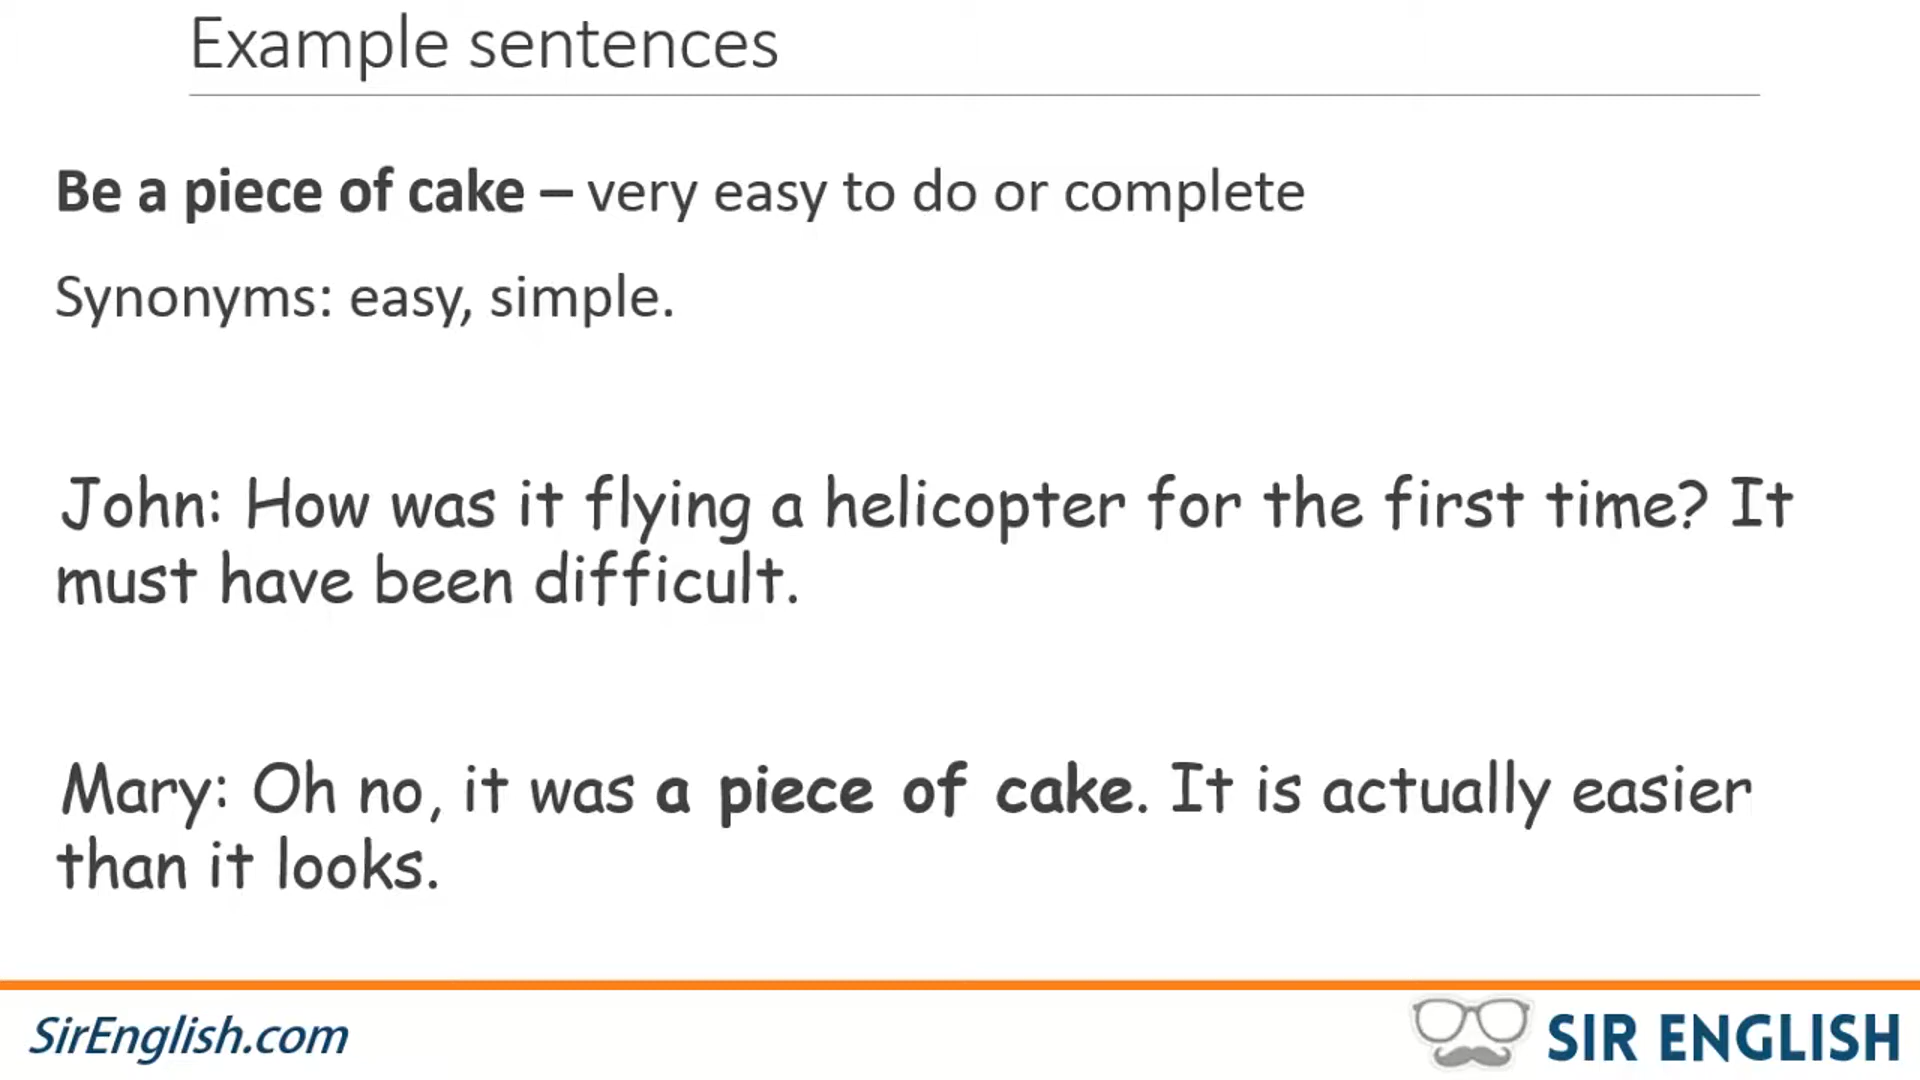 Example sentences
Be a piece of cake – very easy to do or complete
Synonyms: easy, simple.
John: How was it flying a helicopter for the first time? It
must have been difficult.
Mary: Oh no, it was a piece of cake. It is actually easier
than it looks.
SirEnglish.com
SIR ENGLISH